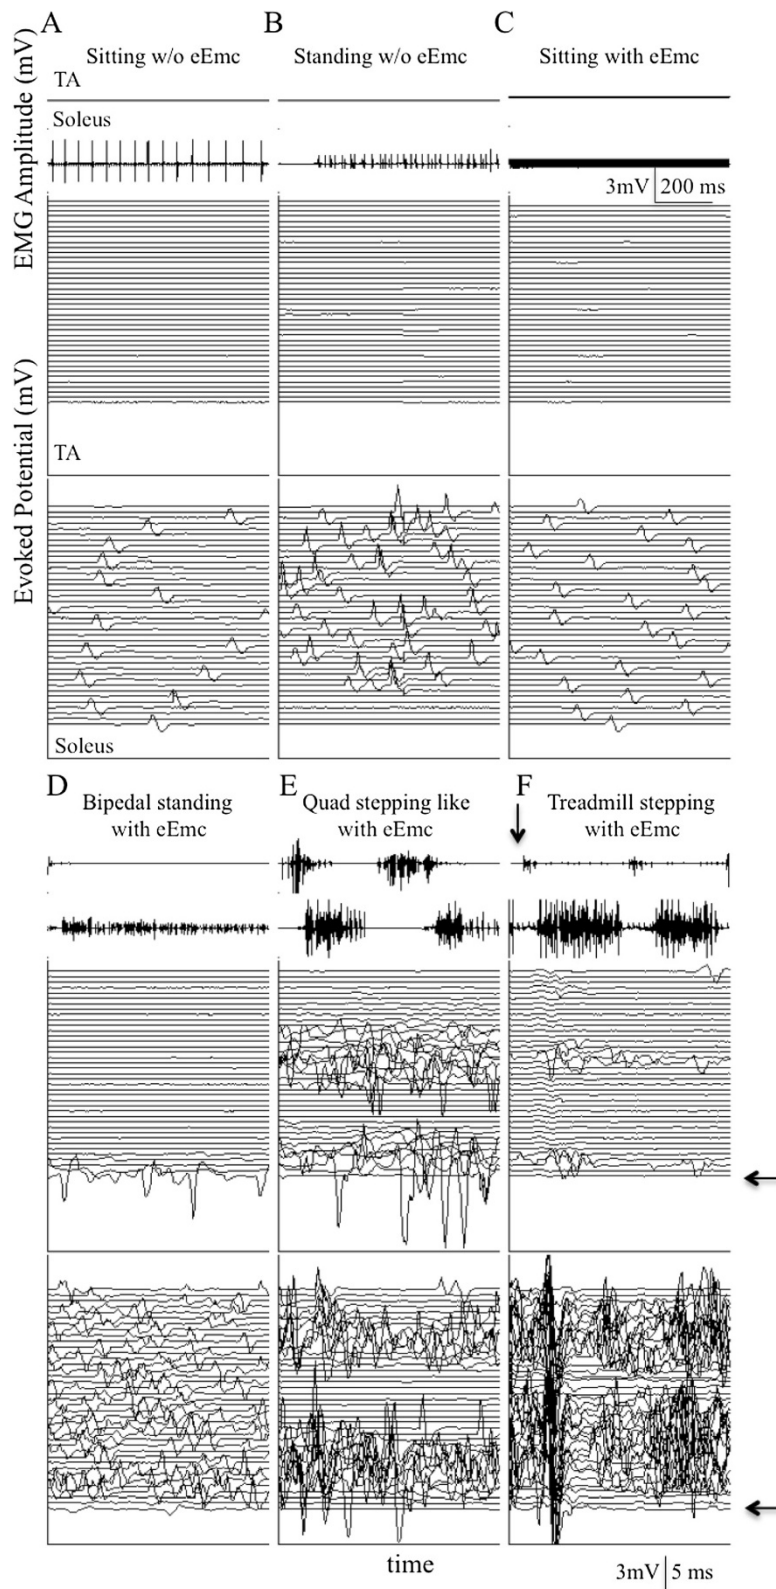 A
B
C
Sitting w/o eEmc
Standing w/o eEmc
Sitting with eEmc
EMG Amplitude (mV)
TA
Soleus
3mV
200 ms
Evoked Potential (mV)
TA
Soleus
D
E
F
Bipedal standing
with eEmc
Quad stepping like
with eEmc
Treadmill stepping
with eEmc
time
3mV
5 ms